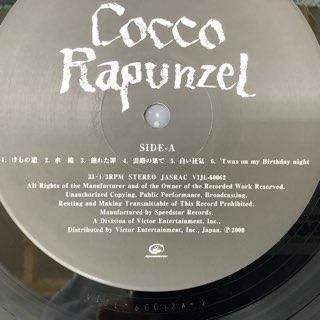 Cocco
Rapunzel
SIDE-A
1. けもの道 2. 水鏡 3. 熟れた罪 4. 雲路の果て 5. 白い狂気 6. 'Twas on my Birthday night
33·1/3RPM STEREO JASRAC VIJL-60062
All Rights of the Manufacturer and of the Owner of the Recorded Work Reserved.
Unauthorized Copying, Public Performance, Broadcasting,
Renting and Making Transmittable of This Record Prohibited.
Manufactured by Speedstar Records,
A Division of Victor Entertainment, Inc.,
Distributed by Victor Entertainment, Inc., Japan. Ⓟ2000